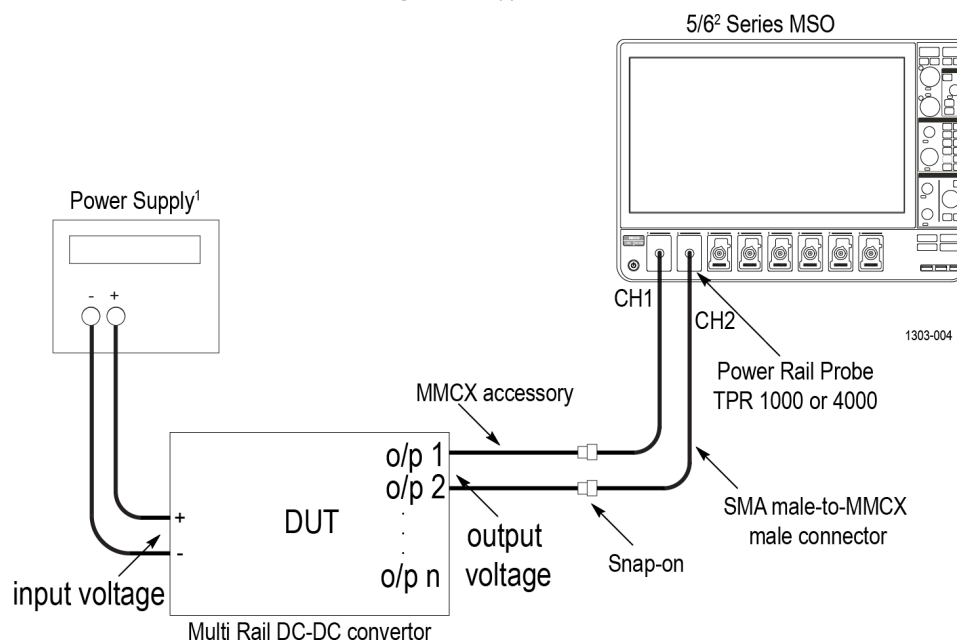 5/6² Series MSO
Power Supply¹
- +
CH1
CH2
1303-004
Power Rail Probe
TPR 1000 or 4000
MMCX accessory
o/p 1
o/p 2
.
.
.
o/p n
+
-
DUT
output
voltage
SMA male-to-MMCX
male connector
Snap-on
input voltage
Multi Rail DC-DC convertor